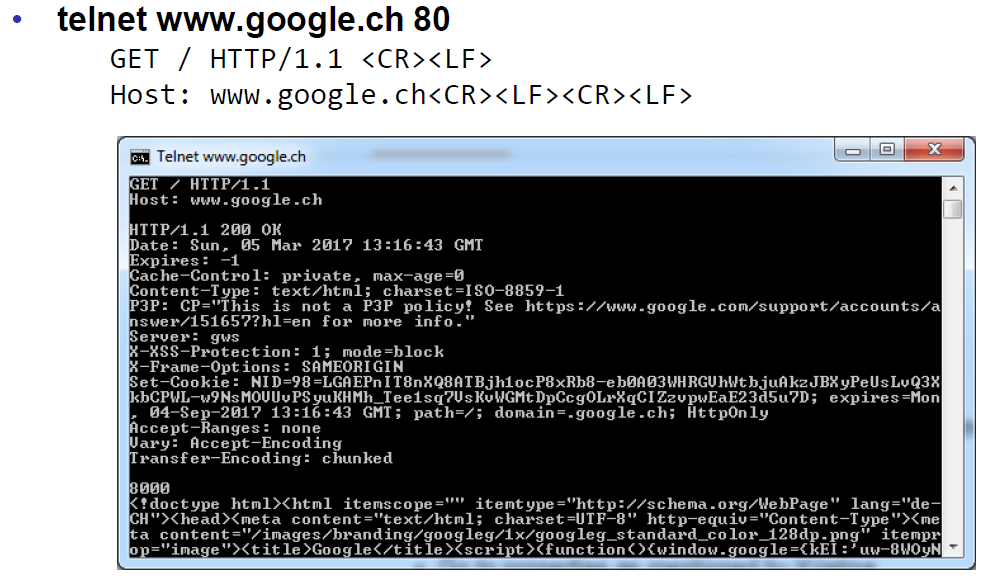 • telnet www.google.ch 80
GET / HTTP/1.1 <CR><LF>
Host: www.google.ch<CR><LF><CR><LF>
Telnet www.google.ch
GET / HTTP/1.1
Host: www.google.ch
HTTP/1.1 200 OK
Date: Sun, 05 Mar 2017 13:16:43 GMT
Expires: -1
Cache-Control: private, max-age=0
Content-Type: text/html; charset=ISO-8859-1
P3P: CP="This is not a P3P policy! See https://www.google.com/support/accounts/a
nswer/151657?hl=en for more info."
Server: gws
X-XSS-Protection: 1; mode=block
X-Frame-Options: SAMEORIGIN
Set-Cookie: NID=98=LGAEPnIT8nXQ8ATBjh1ocP8xRb8-eb0A03WHRGVhWtbjuAkzJBXyPeUsLvQ3X
kbCPWL-w9NsMOVUvPSyuKHMh_Tee1sq7VsKvWGMtDpCcgOLrXqCIZzvpwEaE23d5u7D; expires=Mon
, 04-Sep-2017 13:16:43 GMT; path=/; domain=.google.ch; HttpOnly
Accept-Ranges: none
Vary: Accept-Encoding
Transfer-Encoding: chunked
8000
<!doctype html><html itemscope="" itemtype="http://schema.org/WebPage" lang="de-
CH"><head><meta content="text/html; charset=UTF-8" http-equiv="Content-Type"><me
ta content="/images/branding/googleg/1x/googleg_standard_color_128dp.png" itempr
op="image"><title>Google</title><script>(function(){window.google={kEI:'uw-8WOyN